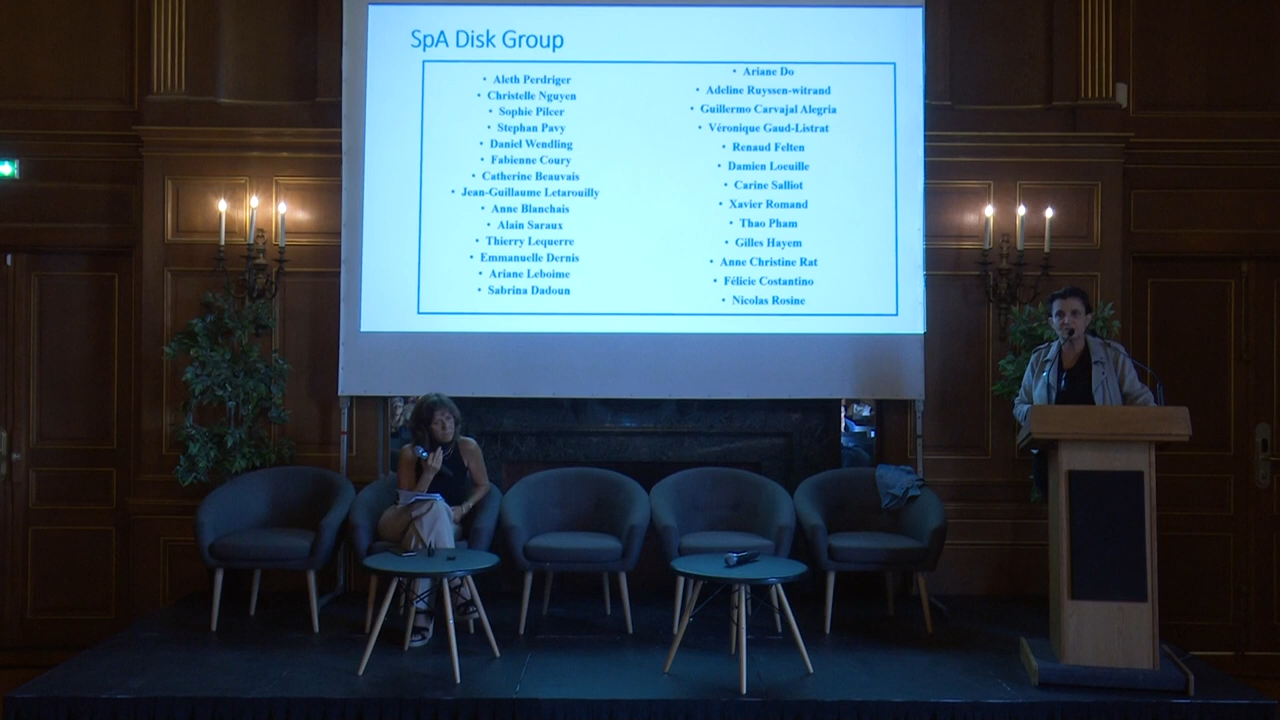 SpA Disk Group
• Aleth Perdriger
• Christelle Nguyen
• Sophie Pilcer
• Stephan Pavy
• Daniel Wendling
• Fabienne Coury
• Catherine Beauvais
• Jean-Guillaume Letarouilly
• Anne Blanchais
• Alain Saraux
• Thierry Lequerre
• Emmanuelle Dernis
• Ariane Leboime
• Sabrina Dadoun
• Ariane Do
• Adeline Ruyssen-witrand
• Guillermo Carvajal Alegria
• Véronique Gaud-Listrat
• Renaud Felten
• Damien Loeuille
• Carine Salliot
• Xavier Romand
• Thao Pham
• Gilles Hayem
• Anne Christine Rat
• Félicie Costantino
• Nicolas Rosine